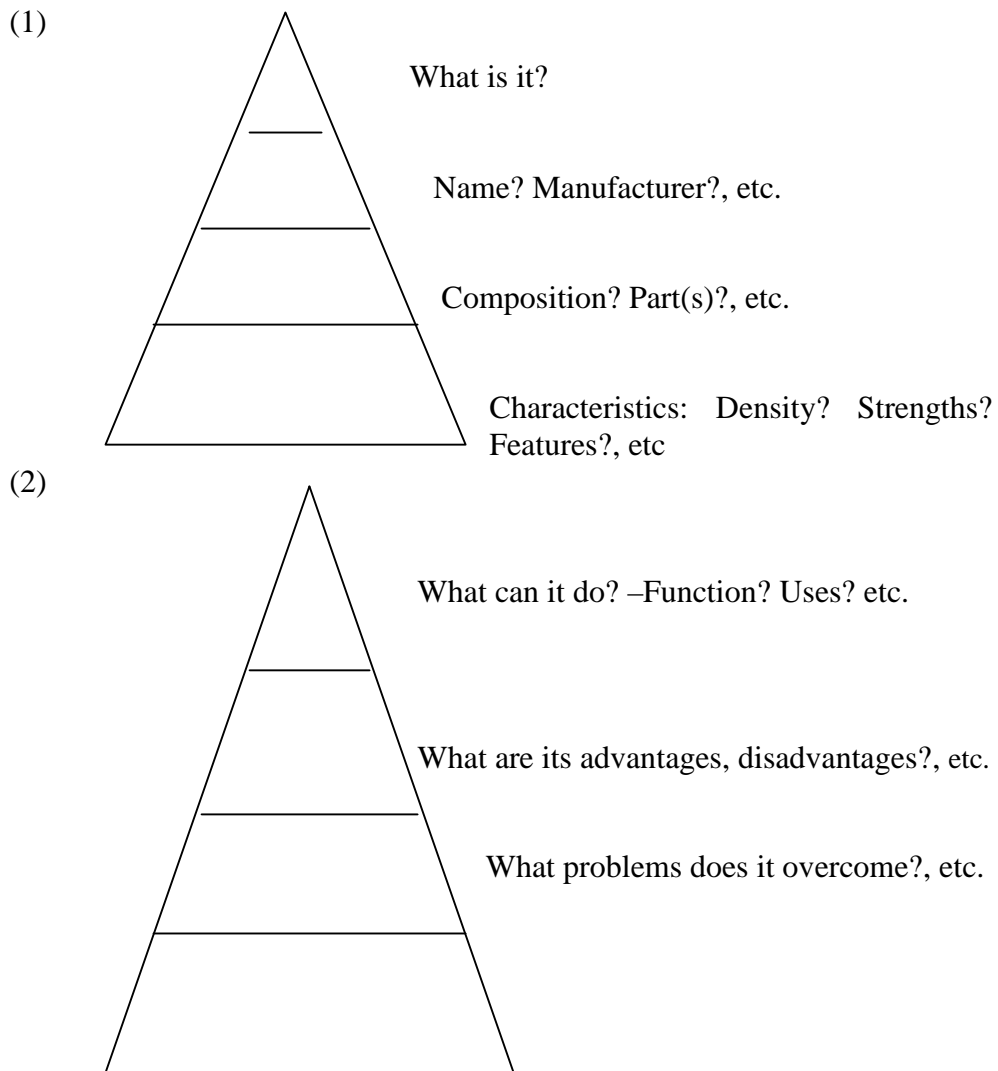 (1)
What is it?
Name? Manufacturer?, etc.
Composition? Part(s)?, etc.
Characteristics: Density? Strengths?
Features?, etc
(2)
What can it do? –Function? Uses? etc.
What are its advantages, disadvantages?, etc.
What problems does it overcome?, etc.